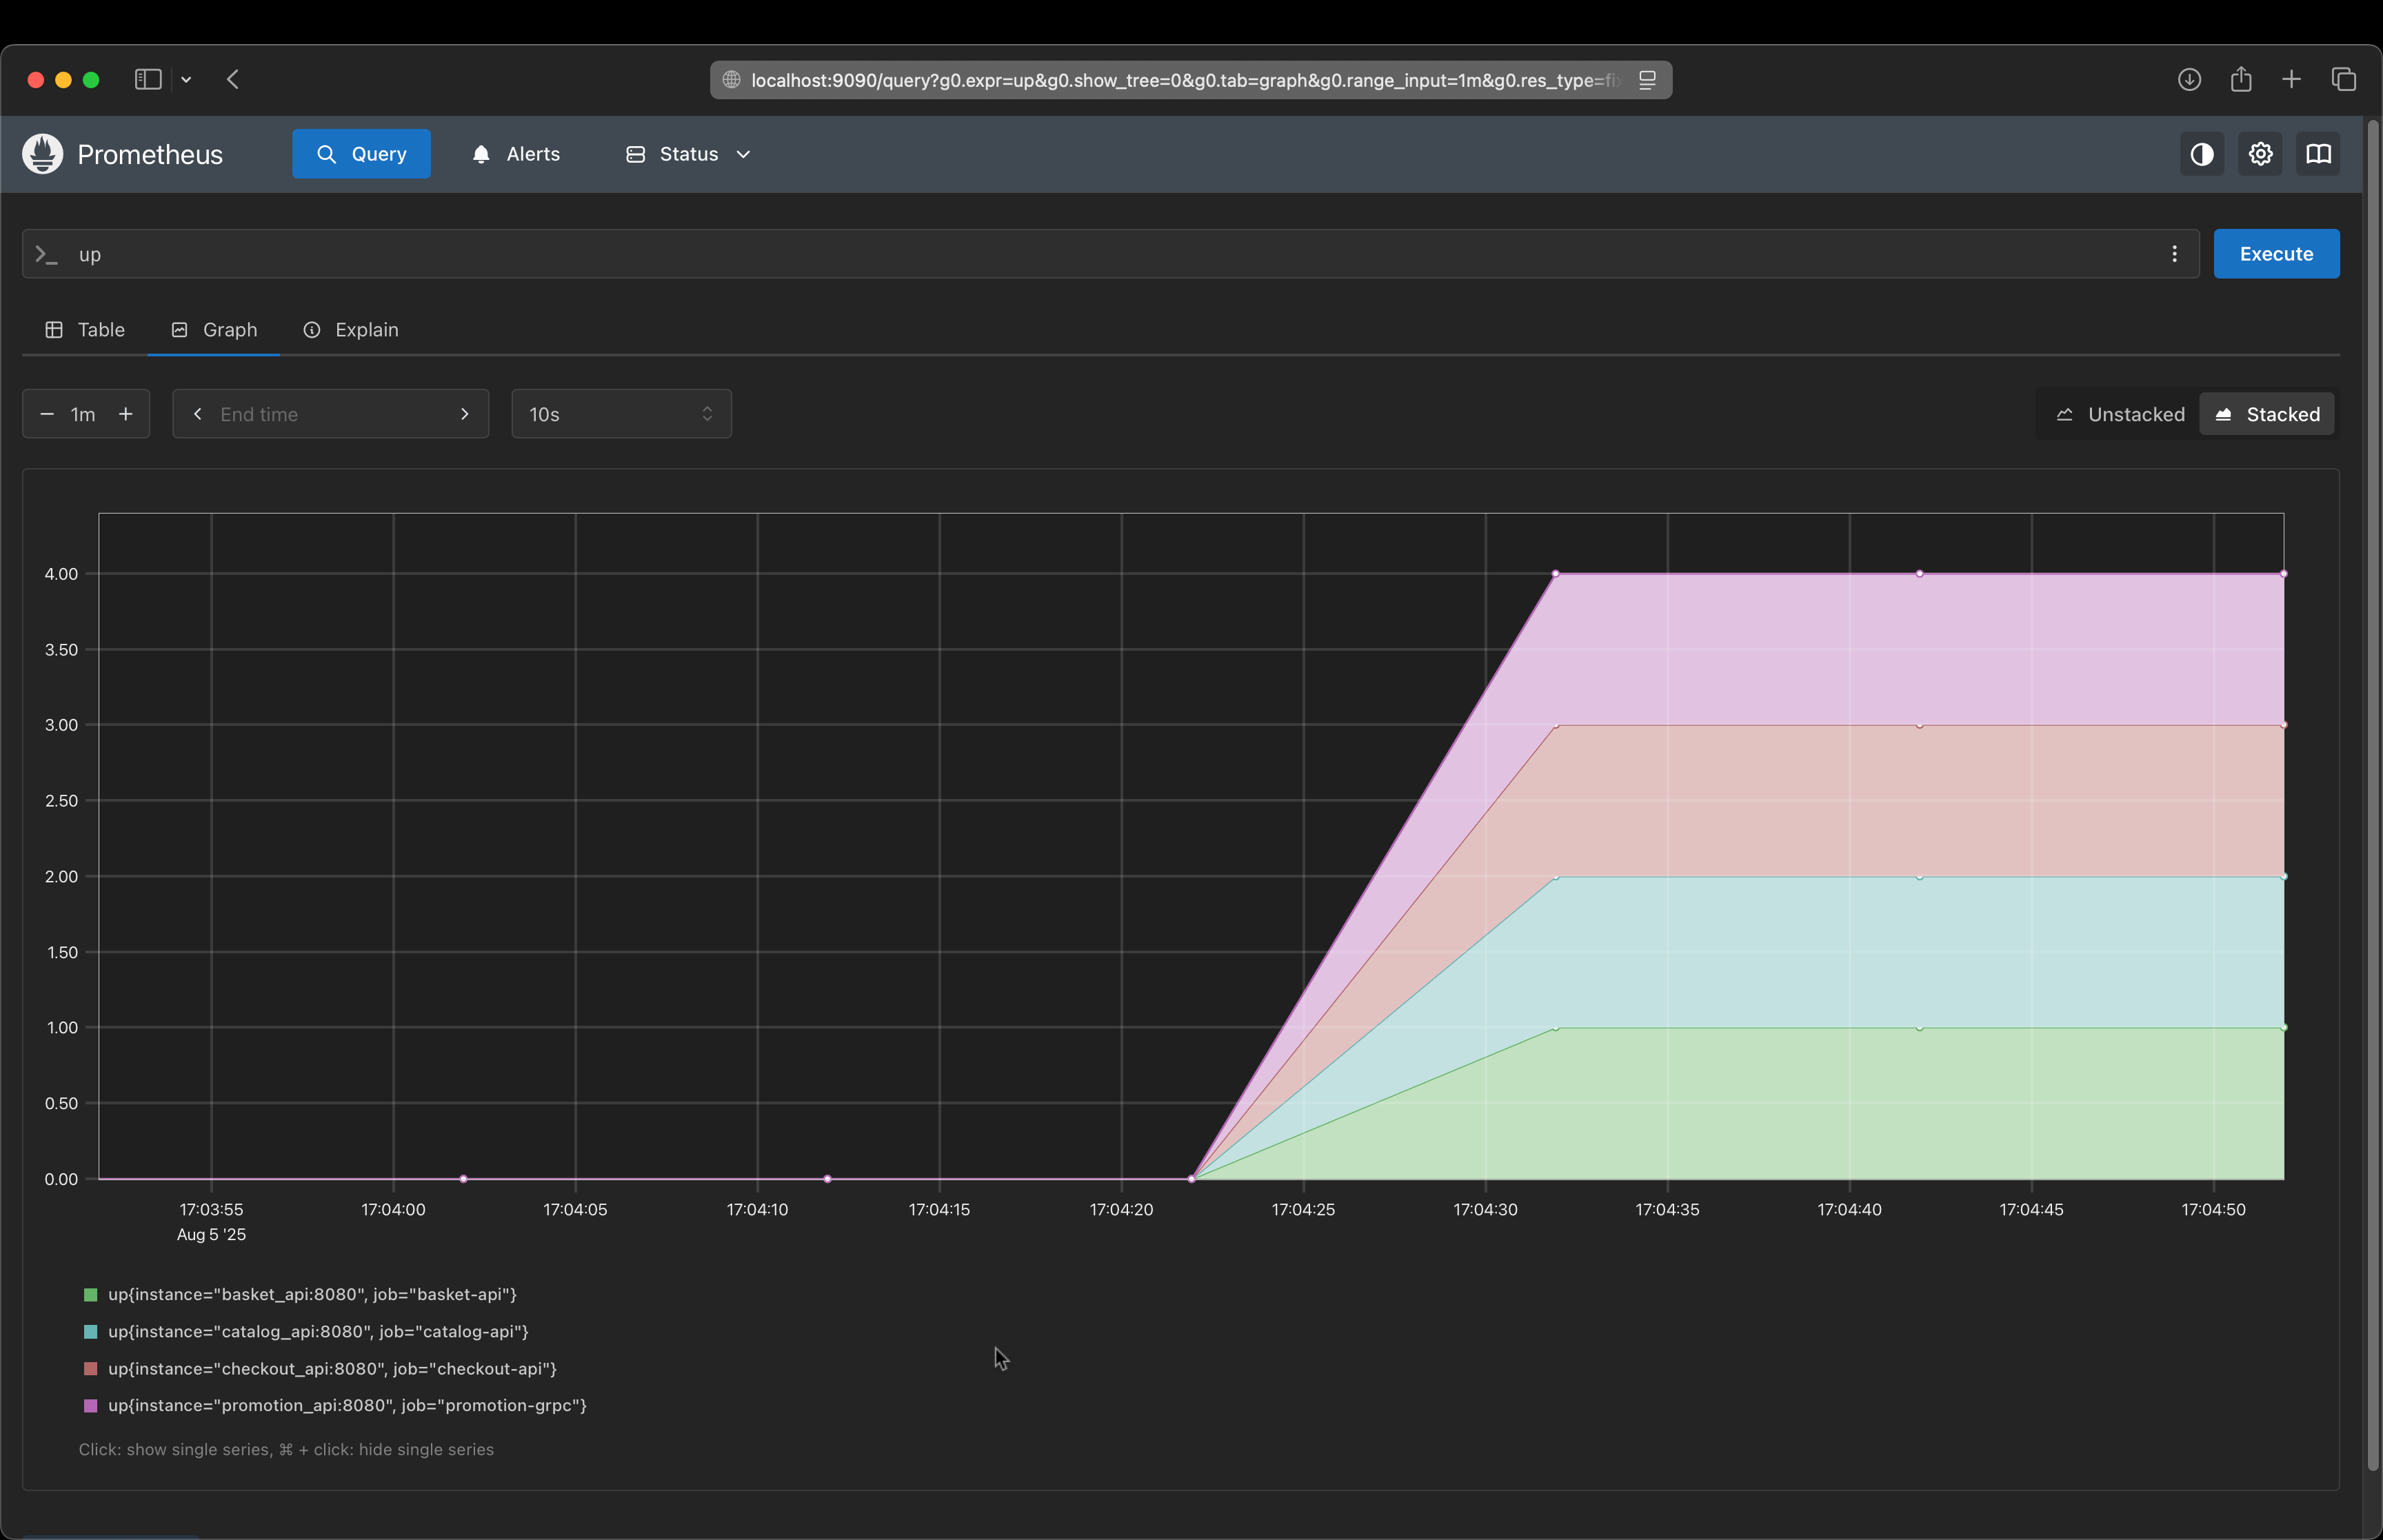 localhost:9090/query?g0.expr=up&g0.show_tree=0&g0.tab=graph&g0.range_input=1m&g0.res_type=fix
Prometheus Query Alerts Status
up Execute
Table Graph Explain
1m End time 10s Unstacked Stacked
4.00
3.50
3.00
2.50
2.00
1.50
1.00
0.50
0.00
17:03:55 17:04:00 17:04:05 17:04:10 17:04:15 17:04:20 17:04:25 17:04:30 17:04:35 17:04:40 17:04:45 17:04:50
Aug 5 '25
up{instance="basket_api:8080", job="basket-api"}
up{instance="catalog_api:8080", job="catalog-api"}
up{instance="checkout_api:8080", job="checkout-api"}
up{instance="promotion_api:8080", job="promotion-grpc"}
Click: show single series, ⌘ + click: hide single series